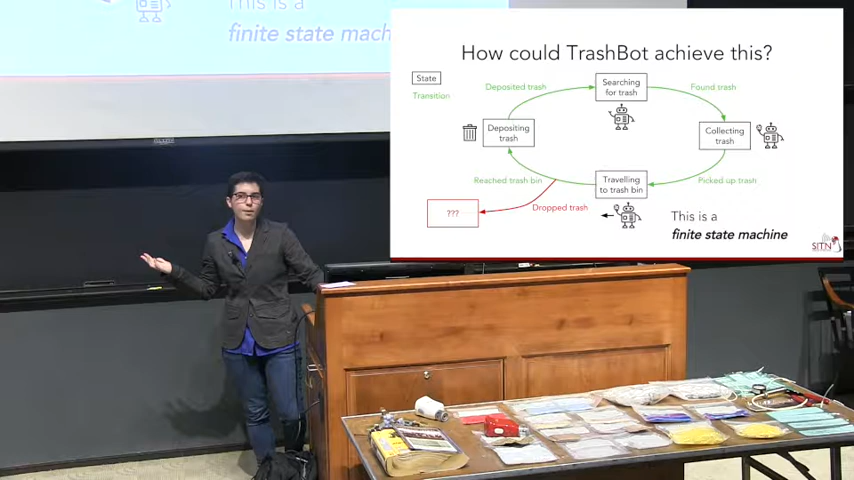 This is a
finite state mach
How could TrashBot achieve this?
State
Transition
Deposited trash
Searching
for trash
Found trash
Depositing
trash
Collecting
trash
Reached trash bin
Travelling
to trash bin
Picked up trash
???
Dropped trash
This is a
finite state machine
SITN